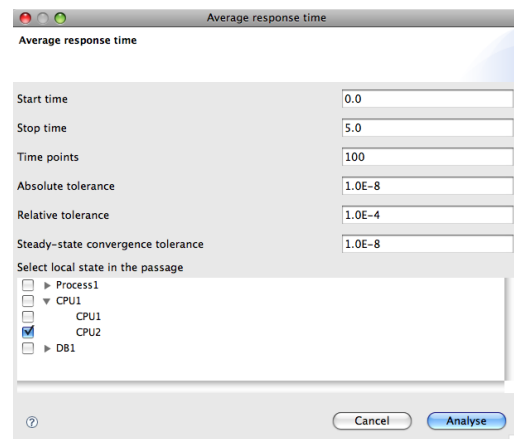 Average response time
Average response time
Start time 0.0
Stop time 5.0
Time points 100
Absolute tolerance 1.0E-8
Relative tolerance 1.0E-4
Steady-state convergence tolerance 1.0E-8
Select local state in the passage
Process1
CPU1
CPU1
CPU2
DB1
? Cancel Analyse